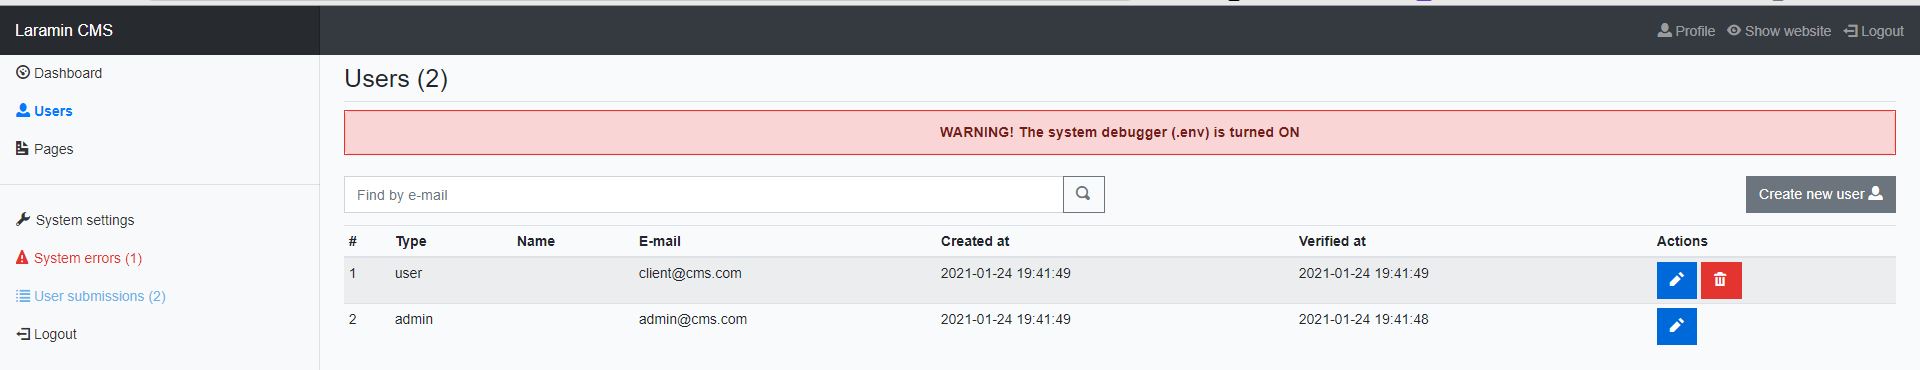 Laramin CMS
Profile Show website Logout
Dashboard
Users
Pages
System settings
System errors (1)
User submissions (2)
Logout
Users (2)
WARNING! The system debugger (.env) is turned ON
Find by e-mail
Create new user
# Type Name E-mail Created at Verified at Actions
1 user client@cms.com 2021-01-24 19:41:49 2021-01-24 19:41:49
2 admin admin@cms.com 2021-01-24 19:41:49 2021-01-24 19:41:48